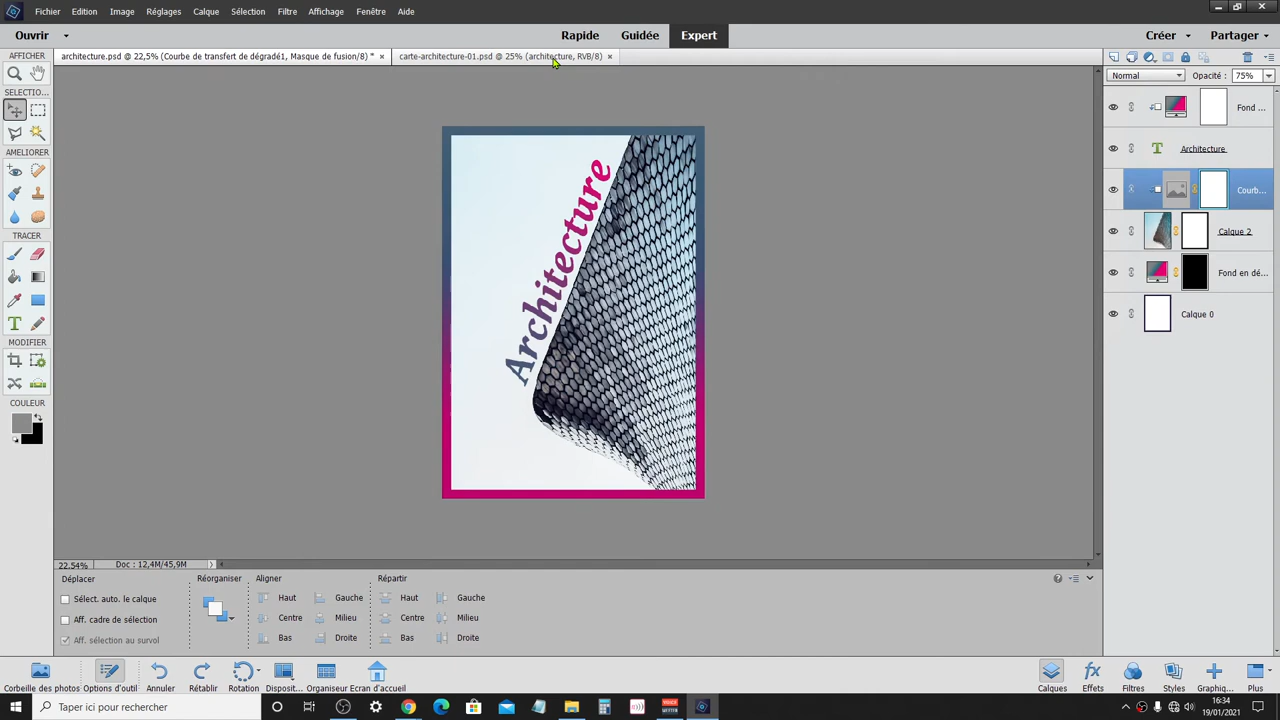 Fichier Edition Image Réglages Calque Sélection Filtre Affichage Fenêtre Aide
Ouvrir Rapide Guidée Expert Créer Partager
AFFICHER
architecture.psd @ 22,5% (Courbe de transfert de dégradé1, Masque de fusion/8) * × carte-architecture-01.psd @ 25% (architecture, RVB/8) ×
Normal Opacité : 75%
SELECTIO...
Fond ...
AMELIORER
Architecture
Courb...
TRACER
Calque 2
Fond en dé...
Calque 0
T
MODIFIER
COULEUR
Architecture
22.54% Doc : 12,4M/45,9M
Déplacer Réorganiser Aligner Répartir
Sélect. auto. le calque Haut Gauche Haut Gauche
Aff. cadre de sélection Centre Milieu Centre Milieu
Aff. sélection au survol Bas Droite Bas Droite
Corbeille des photos Options d'outil Annuler Rétablir Rotation Disposit... Organiseur Ecran d'accueil Calques Effets Filtres Styles Graphiq... Plus
Taper ici pour rechercher
16:34
19/01/2021